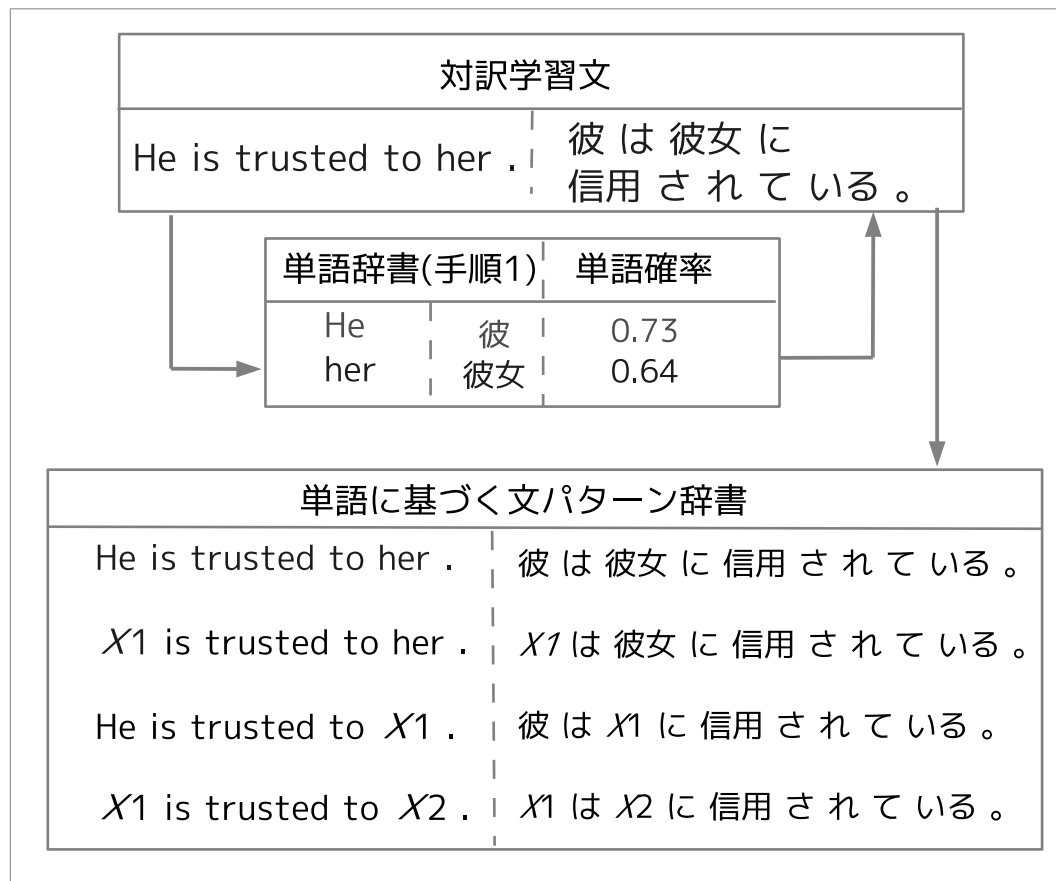 対訳学習文
He is trusted to her . 彼 は 彼女 に
信用 さ れ て いる 。
単語辞書(手順1) 単語確率
He 彼 0.73
her 彼女 0.64
単語に基づく文パターン辞書
He is trusted to her . 彼 は 彼女 に 信用 さ れ て いる 。
X1 is trusted to her . X1 は 彼女 に 信用 さ れ て いる 。
He is trusted to X1 . 彼 は X1 に 信用 さ れ て いる 。
X1 is trusted to X2 . X1 は X2 に 信用 さ れ て いる 。